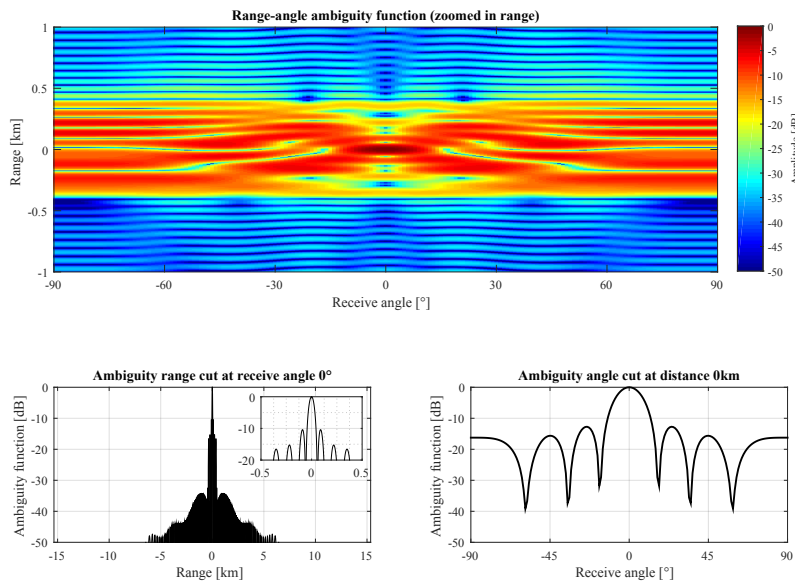 Range-angle ambiguity function (zoomed in range)
1
0.5
0
-0.5
-1
Range [km]
-90 -60 -30 0 30 60 90
Receive angle [°]
0
-5
-10
-15
-20
-25
-30
-35
-40
-45
-50
Amplitude [dB]
Ambiguity range cut at receive angle 0°
0
-10
-20
-30
-40
-50
Ambiguity function [dB]
-15 -10 -5 0 5 10 15
Range [km]
0
-10
-20
-0.5 0 0.5
Ambiguity angle cut at distance 0km
0
-10
-20
-30
-40
-50
Ambiguity function [dB]
-90 -45 0 45 90
Receive angle [°]